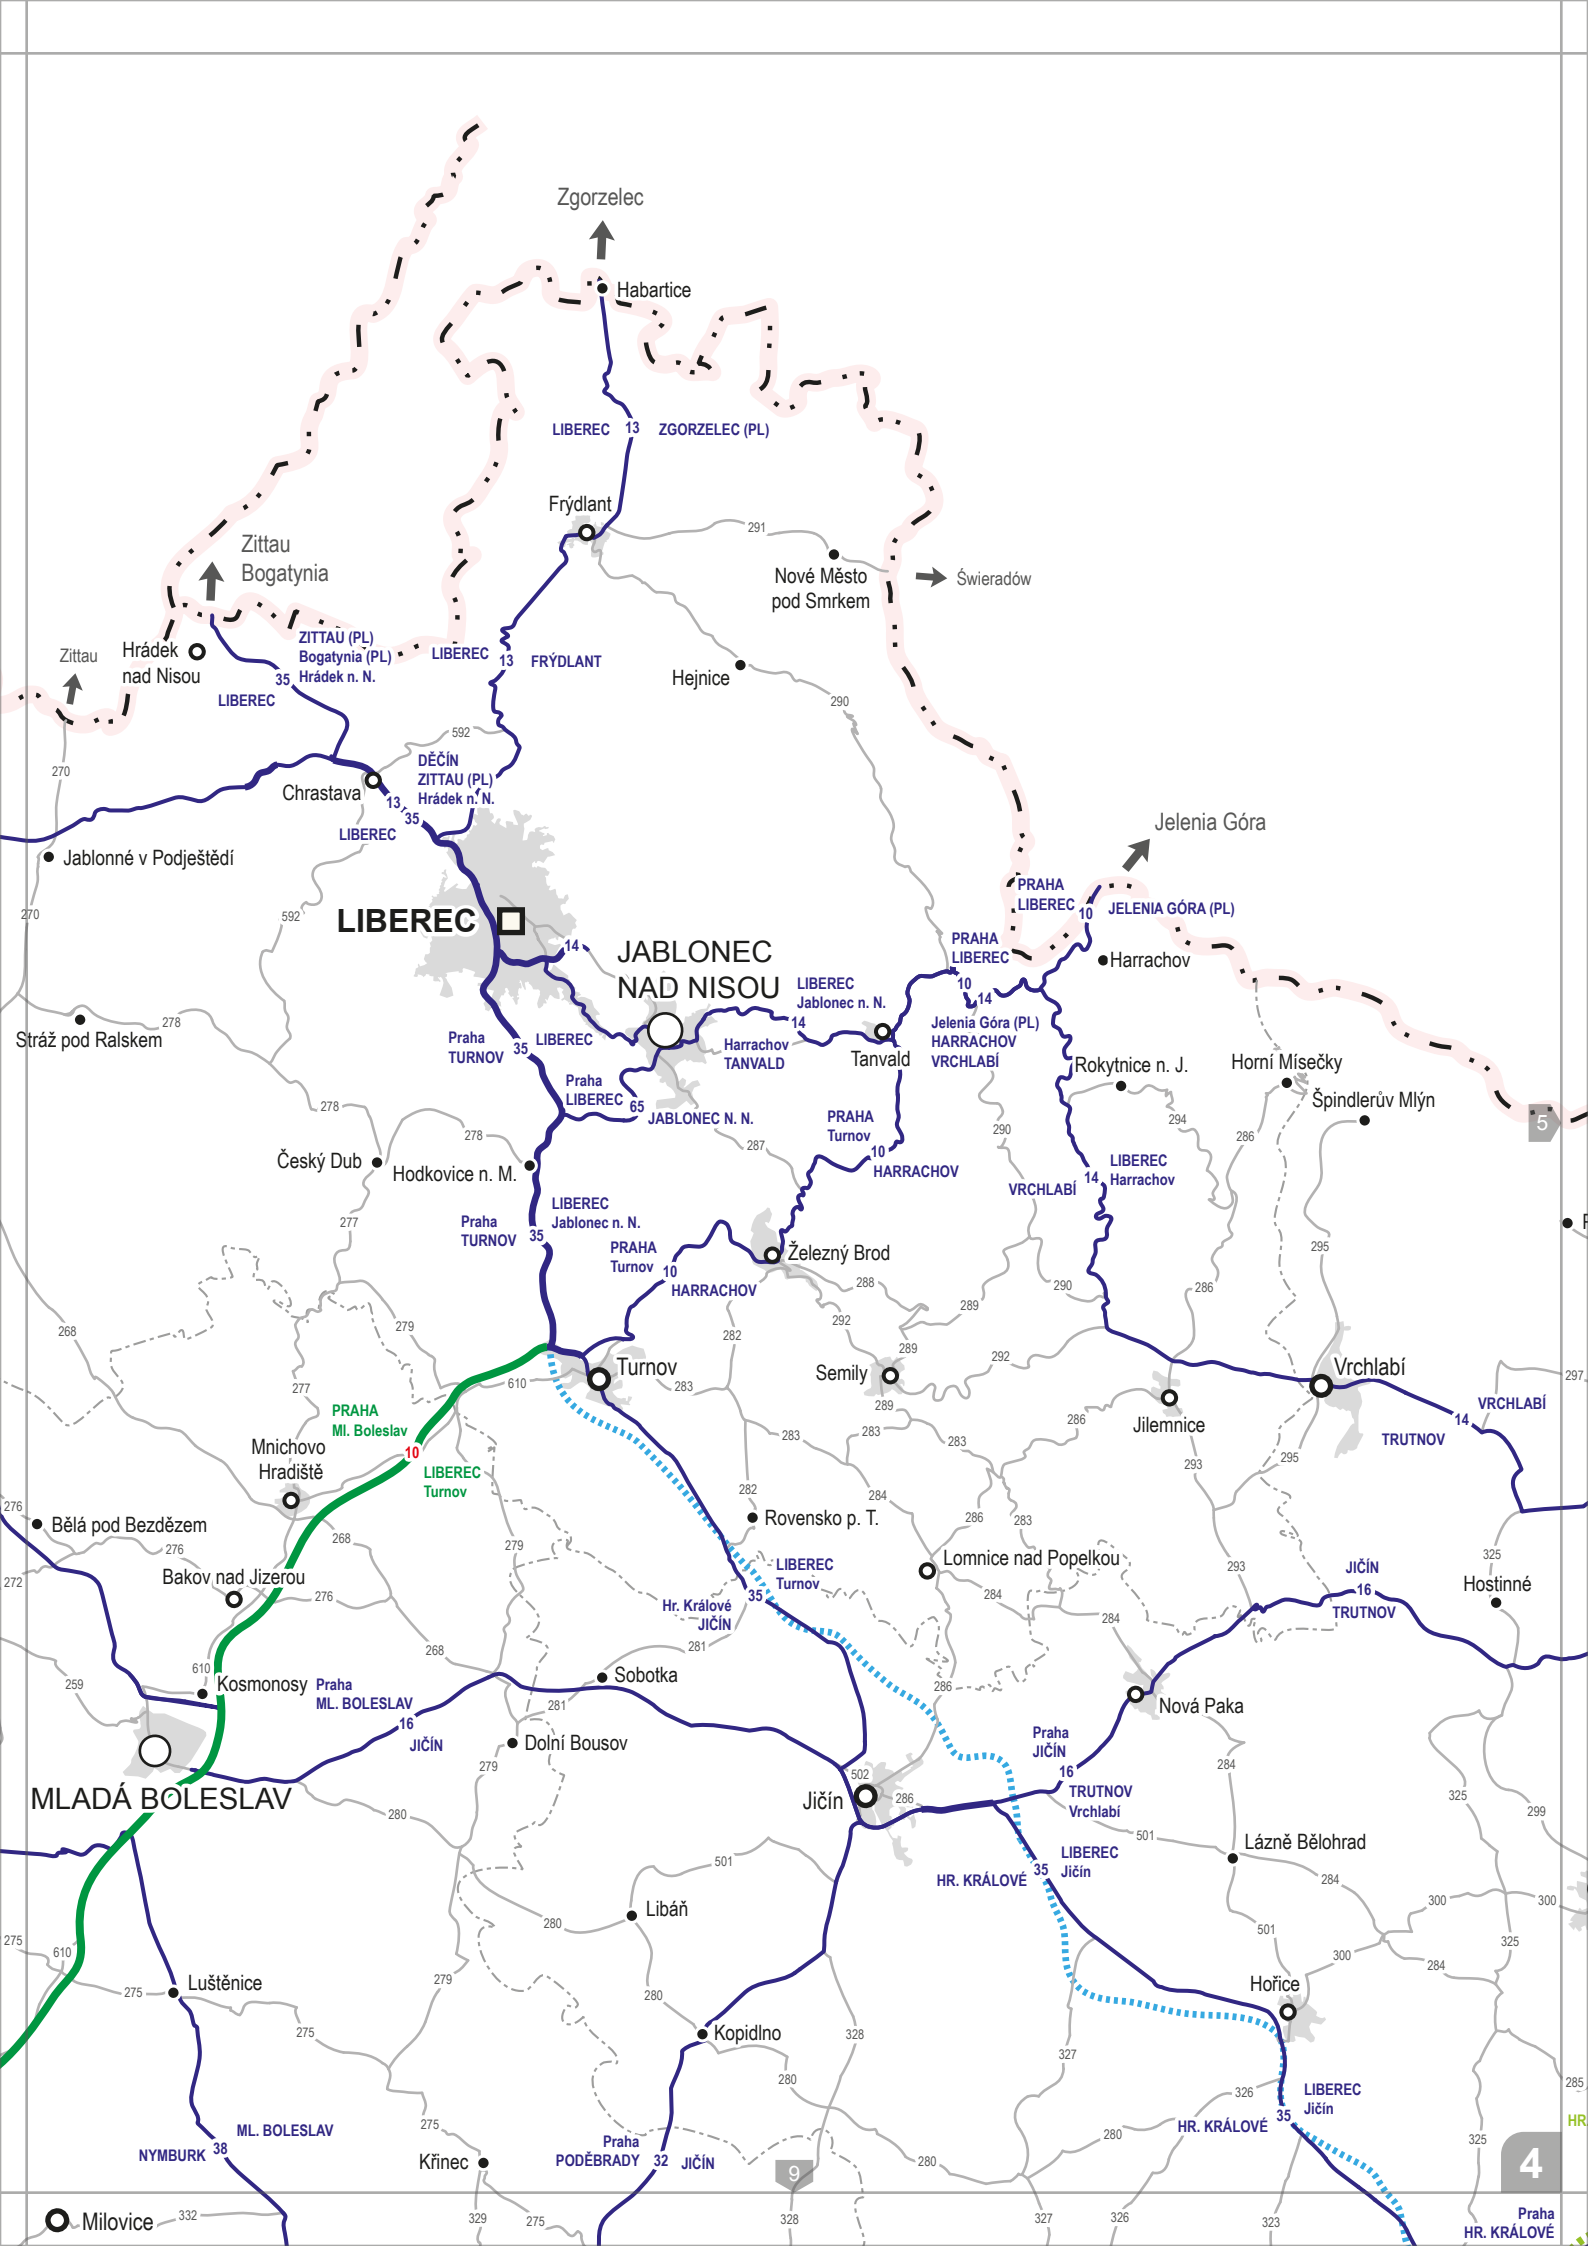 Zgorzelec
Habartice
LIBEREC 13 ZGORZELEC (PL)
Frýdlant
291
Zittau
Bogatynia
Nové Město
pod Smrkem
Świeradów
Zittau
Hrádek
nad Nisou
ZITTAU (PL)
Bogatynia (PL)
Hrádek n. N.
35
LIBEREC
LIBEREC 13 FRÝDLANT
Hejnice
290
592
270
DĚČÍN
ZITTAU (PL)
Hrádek n. N.
Chrastava
13
35
LIBEREC
Jelenia Góra
Jablonné v Podještědí
270
592
LIBEREC
PRAHA
LIBEREC
10
JELENIA GÓRA (PL)
14
JABLONEC
NAD NISOU
PRAHA
LIBEREC
Harrachov
LIBEREC
Jablonec n. N.
10
14
14
278
Stráž pod Ralskem
Praha
TURNOV
35
LIBEREC
Harrachov
TANVALD
Tanvald
Jelenia Góra (PL)
HARRACHOV
VRCHLABÍ
Rokytnice n. J.
Horní Mísečky
Špindlerův Mlýn
Praha
LIBEREC
65
JABLONEC N. N.
278
278
287
PRAHA
Turnov
10
HARRACHOV
290
294
286
5
Český Dub
Hodkovice n. M.
VRCHLABÍ
14
LIBEREC
Harrachov
277
Praha
TURNOV
35
LIBEREC
Jablonec n. N.
PRAHA
Turnov
10
HARRACHOV
Železný Brod
295
288
290
286
289
292
268
279
282
289
292
Turnov
283
Semily
289
Vrchlabí
297
610
277
PRAHA
Ml. Boleslav
10
LIBEREC
Turnov
Mnichovo
Hradiště
283
283
283
286
Jilemnice
VRCHLABÍ
14
TRUTNOV
293
295
276
Bělá pod Bezdězem
282
284
Rovensko p. T.
286
283
268
276
279
Bakov nad Jizerou
Lomnice nad Popelkou
325
Hostinné
272
276
LIBEREC
Turnov
35
Hr. Králové
JIČÍN
284
284
293
JIČÍN
16
TRUTNOV
281
268
610
Kosmonosy
Sobotka
259
Praha
ML. BOLESLAV
16
JIČÍN
281
286
Nová Paka
Dolní Bousov
279
Praha
JIČÍN
16
TRUTNOV
Vrchlabí
284
MLADÁ BOLESLAV
502
Jičín
286
280
325
299
501
Lázně Bělohrad
501
HR. KRÁLOVÉ
35
LIBEREC
Jičín
284
300
300
Libáň
280
501
275
610
325
300
284
275
Luštěnice
279
280
Hořice
275
328
Kopidlno
327
280
285
326
LIBEREC
Jičín
35
HR. KRÁLOVÉ
HR
275
ML. BOLESLAV
38
NYMBURK
280
325
Křinec
Praha
PODĚBRADY
32
JIČÍN
9
280
4
Milovice
332
329
275
328
327
326
323
Praha
HR. KRÁLOVÉ